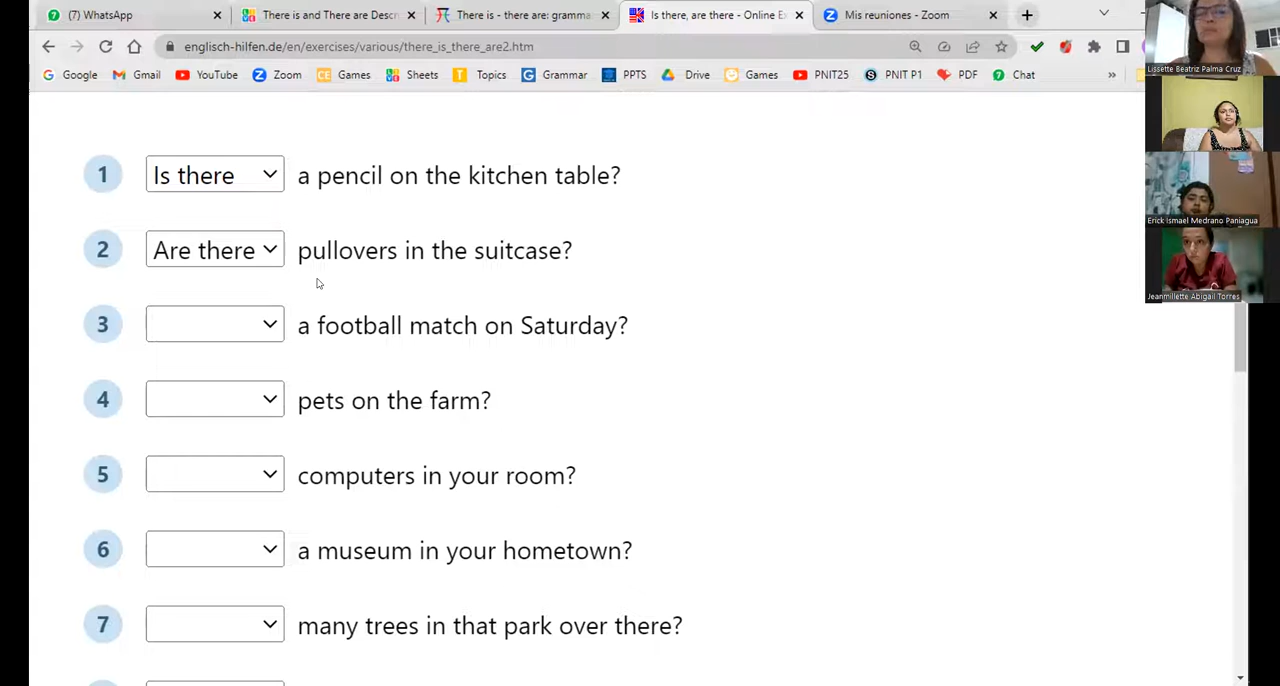 (7) WhatsApp
There is and There are Descr
There is - there are: gramma
Is there, are there - Online Ex
Mis reuniones - Zoom
englisch-hilfen.de/en/exercises/various/there_is_there_are2.htm
Google Gmail YouTube Zoom Games Sheets Topics Grammar PPTS Drive Games PNIT25 PNIT P1 PDF Chat »
Lissette Beatriz Palma Cruz
Erick Ismael Medrano Paniagua
Jeanmillette Abigail Torres
1 Is there a pencil on the kitchen table?
2 Are there pullovers in the suitcase?
3 a football match on Saturday?
4 pets on the farm?
5 computers in your room?
6 a museum in your hometown?
7 many trees in that park over there?